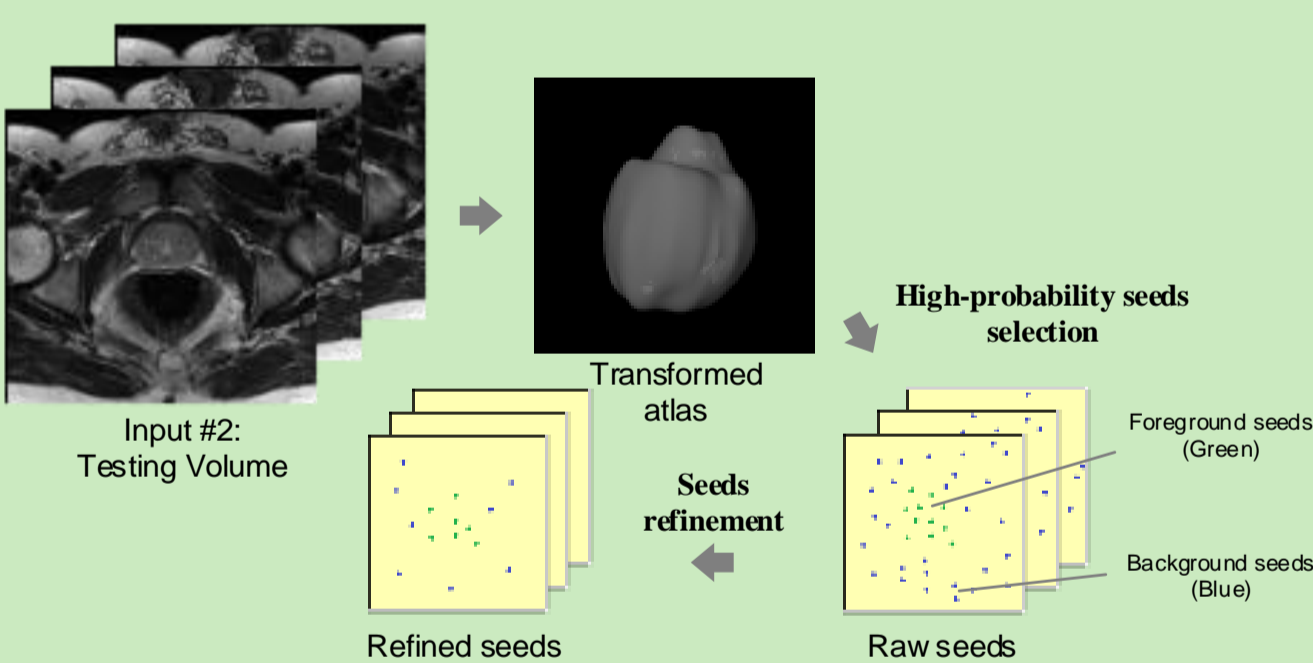 Input #2:
Testing Volume
Transformed
atlas
High-probability seeds
selection
Foreground seeds
(Green)
Background seeds
(Blue)
Raw seeds
Seeds
refinement
Refined seeds